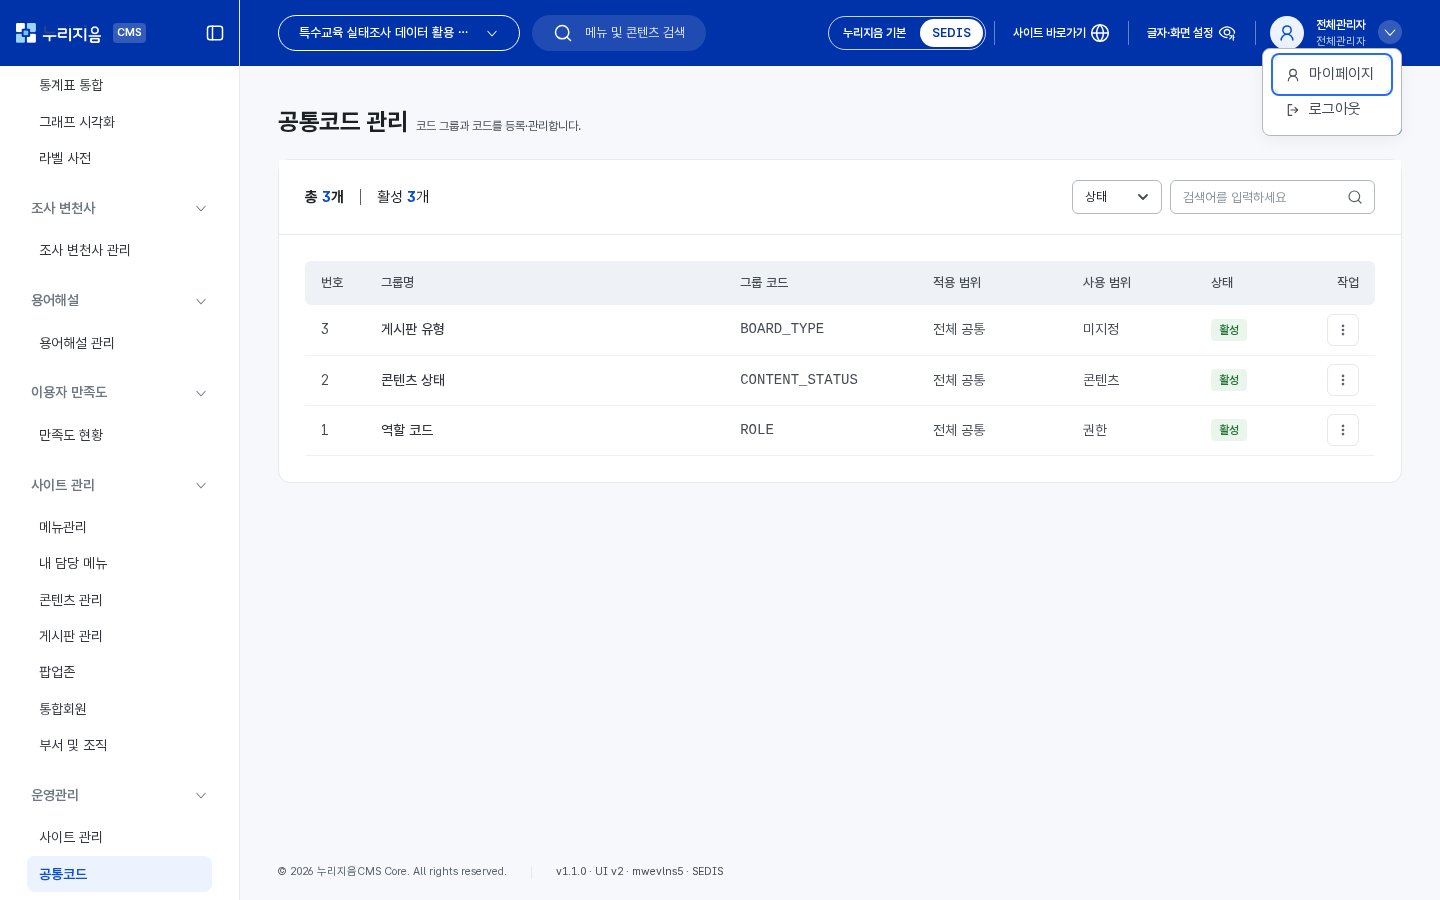 누리지음 CMS
특수교육 실태조사 데이터 활용 ···
메뉴 및 콘텐츠 검색
누리지음 기본 SEDIS
사이트 바로가기
글자·화면 설정
전체관리자
전체관리자
마이페이지
로그아웃
통계표 통합
그래프 시각화
라벨 사전
조사 변천사
조사 변천사 관리
용어해설
용어해설 관리
이용자 만족도
만족도 현황
사이트 관리
메뉴관리
내 담당 메뉴
콘텐츠 관리
게시판 관리
팝업존
통합회원
부서 및 조직
운영관리
사이트 관리
공통코드
공통코드 관리 코드 그룹과 코드를 등록·관리합니다.
총 3개 활성 3개
상태 검색어를 입력하세요
번호 그룹명 그룹 코드 적용 범위 사용 범위 상태 작업
3 게시판 유형 BOARD_TYPE 전체 공통 미지정 활성
2 콘텐츠 상태 CONTENT_STATUS 전체 공통 콘텐츠 활성
1 역할 코드 ROLE 전체 공통 권한 활성
© 2026 누리지음CMS Core. All rights reserved. v1.1.0 · UI v2 · mwevlns5 · SEDIS